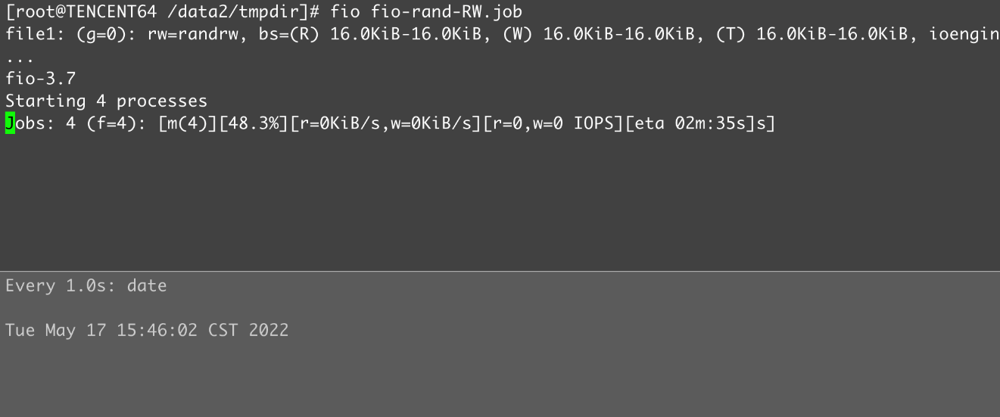 [root@TENCENT64 /data2/tmpdir]# fio fio-rand-RW.job
file1: (g=0): rw=randrw, bs=(R) 16.0KiB-16.0KiB, (W) 16.0KiB-16.0KiB, (T) 16.0KiB-16.0KiB, ioengin
...
fio-3.7
Starting 4 processes
Jobs: 4 (f=4): [m(4)][48.3%][r=0KiB/s,w=0KiB/s][r=0,w=0 IOPS][eta 02m:35s]s]
Every 1.0s: date
Tue May 17 15:46:02 CST 2022